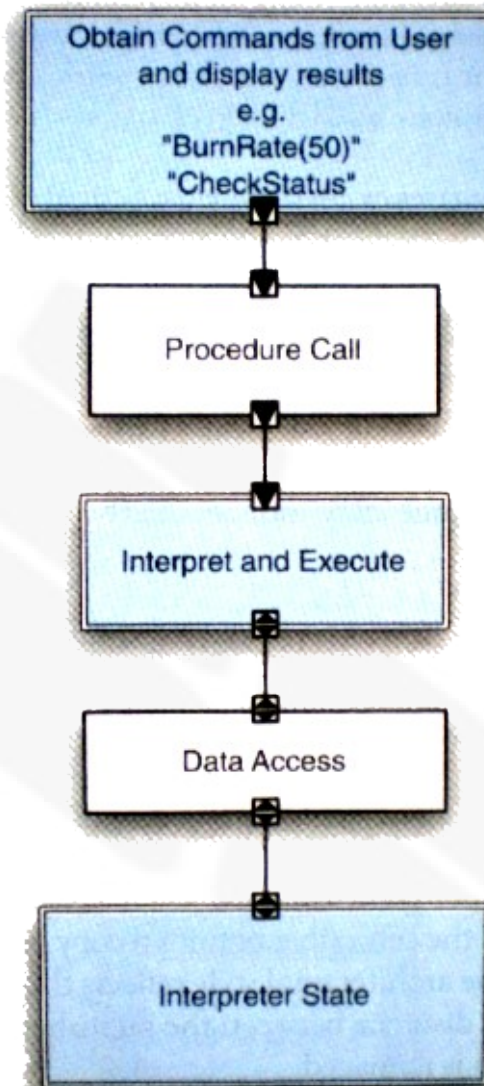 Obtain Commands from User
and display results
e.g.
"BurnRate(50)"
"CheckStatus"
Procedure Call
Interpret and Execute
Data Access
Interpreter State